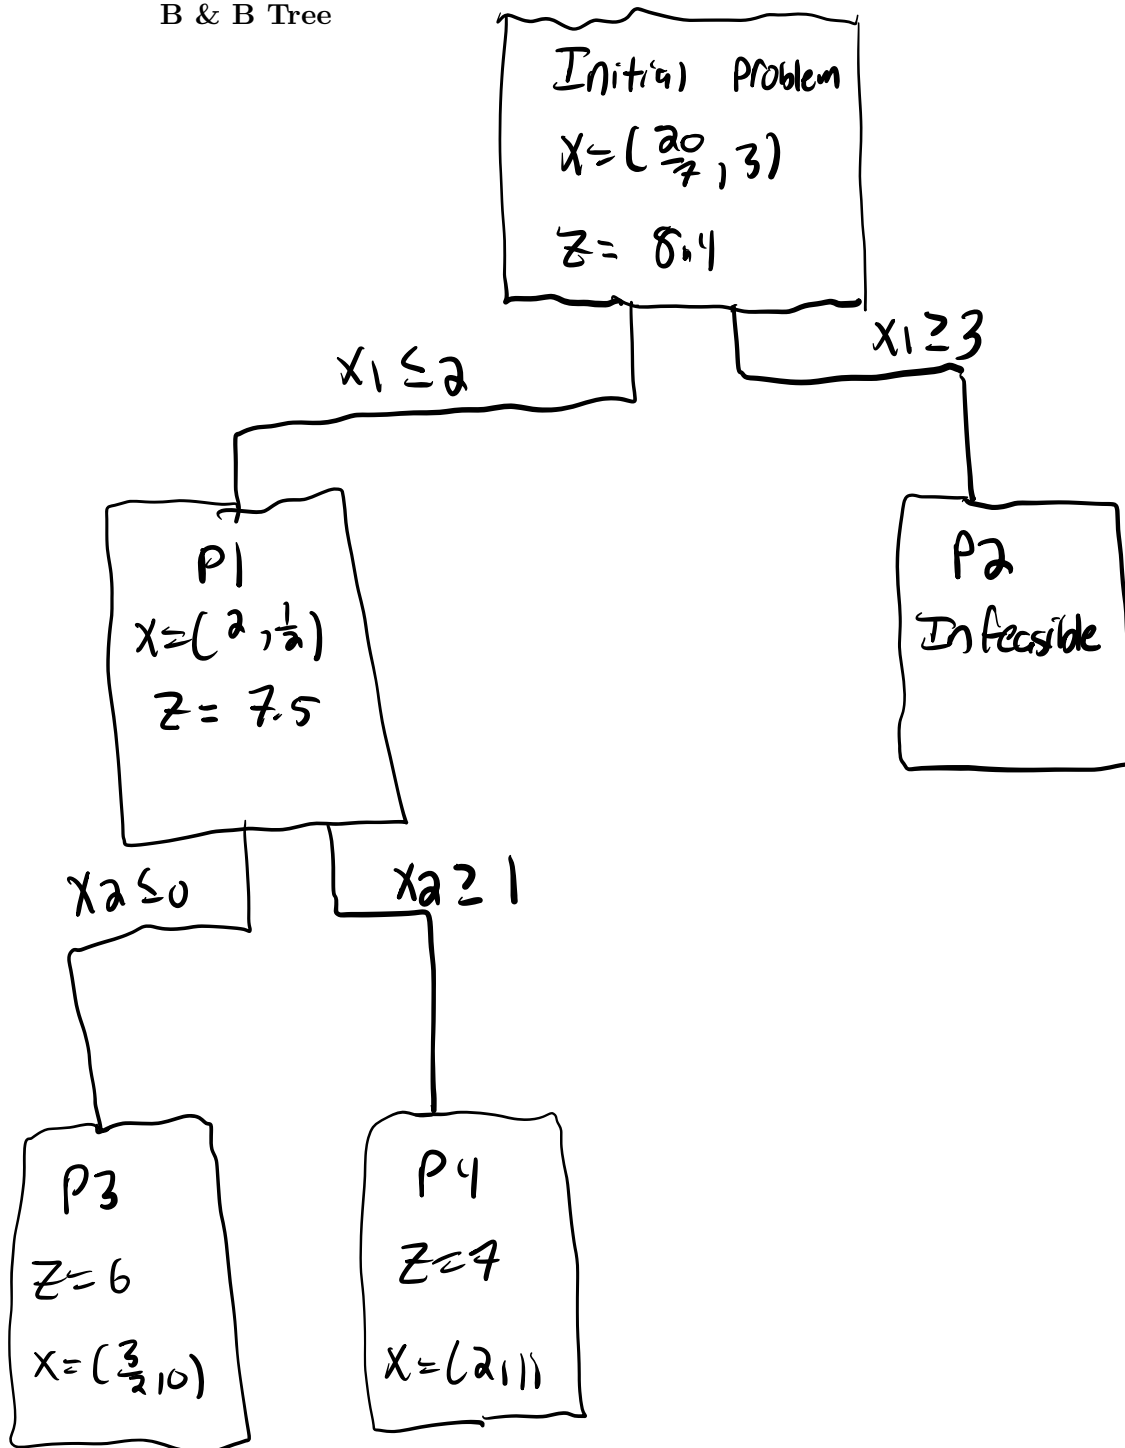 B & B Tree
Initial Problem
X=(20/7, 3)
Z= 8.4
X1≤2
X1≥3
P1
X=(2, 1/2)
Z= 7.5
P2
Infeasible
X2≤0
X2≥1
P3
Z=6
X=(3/2,0)
P4
Z=7
X=(2,1)